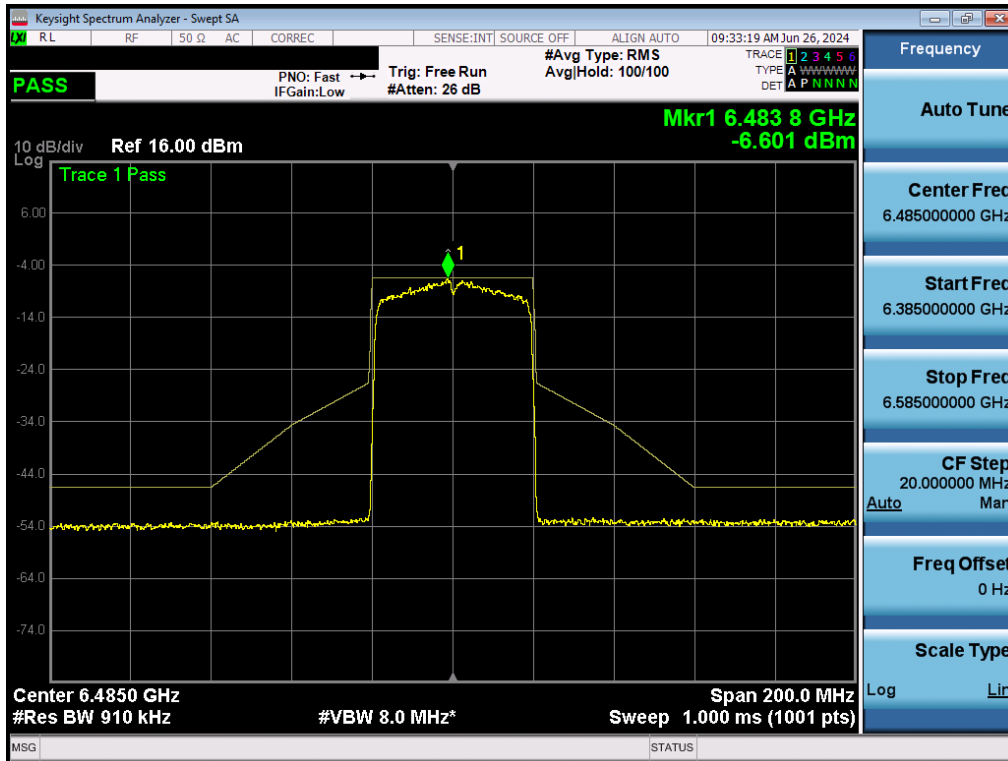 Keysight Spectrum Analyzer - Swept SA
LXI RL RF 50 Ω AC CORREC SENSE:INT SOURCE OFF ALIGN AUTO 09:33:19 AM Jun 26, 2024
PASS
PNO: Fast
IFGain:Low
Trig: Free Run
#Atten: 26 dB
#Avg Type: RMS
Avg|Hold: 100/100
TRACE 1 2 3 4 5 6
TYPE A WWWWW
DET A P N N N N
Mkr1 6.483 8 GHz
-6.601 dBm
10 dB/div Ref 16.00 dBm
Log
Trace 1 Pass
1
6.00
-4.00
-14.0
-24.0
-34.0
-44.0
-54.0
-64.0
-74.0
Center 6.4850 GHz Span 200.0 MHz
#Res BW 910 kHz #VBW 8.0 MHz* Sweep 1.000 ms (1001 pts)
MSG STATUS
Frequency
Auto Tune
Center Freq
6.485000000 GHz
Start Freq
6.385000000 GHz
Stop Freq
6.585000000 GHz
CF Step
20.000000 MHz
Auto Man
Freq Offset
0 Hz
Scale Type
Log Lin